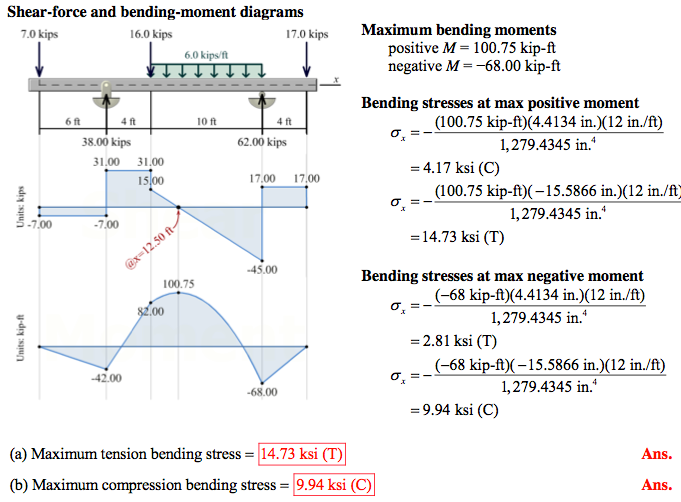 Shear-force and bending-moment diagrams
7.0 kips 16.0 kips 17.0 kips
6.0 kips/ft
x
6 ft 4 ft 10 ft 4 ft
38.00 kips 62.00 kips
Units: kips
31.00 31.00
15.00
17.00 17.00
-7.00 -7.00
@x=12.50 ft
-45.00
Units: kip-ft
100.75
82.00
-42.00
-68.00
Maximum bending moments
positive M = 100.75 kip-ft
negative M = −68.00 kip-ft
Bending stresses at max positive moment
σx = − (100.75 kip-ft)(4.4134 in.)(12 in./ft)
1,279.4345 in.⁴
= 4.17 ksi (C)
σx = − (100.75 kip-ft)(−15.5866 in.)(12 in./ft)
1,279.4345 in.⁴
= 14.73 ksi (T)
Bending stresses at max negative moment
σx = − (−68 kip-ft)(4.4134 in.)(12 in./ft)
1,279.4345 in.⁴
= 2.81 ksi (T)
σx = − (−68 kip-ft)(−15.5866 in.)(12 in./ft)
1,279.4345 in.⁴
= 9.94 ksi (C)
(a) Maximum tension bending stress = 14.73 ksi (T) Ans.
(b) Maximum compression bending stress = 9.94 ksi (C) Ans.